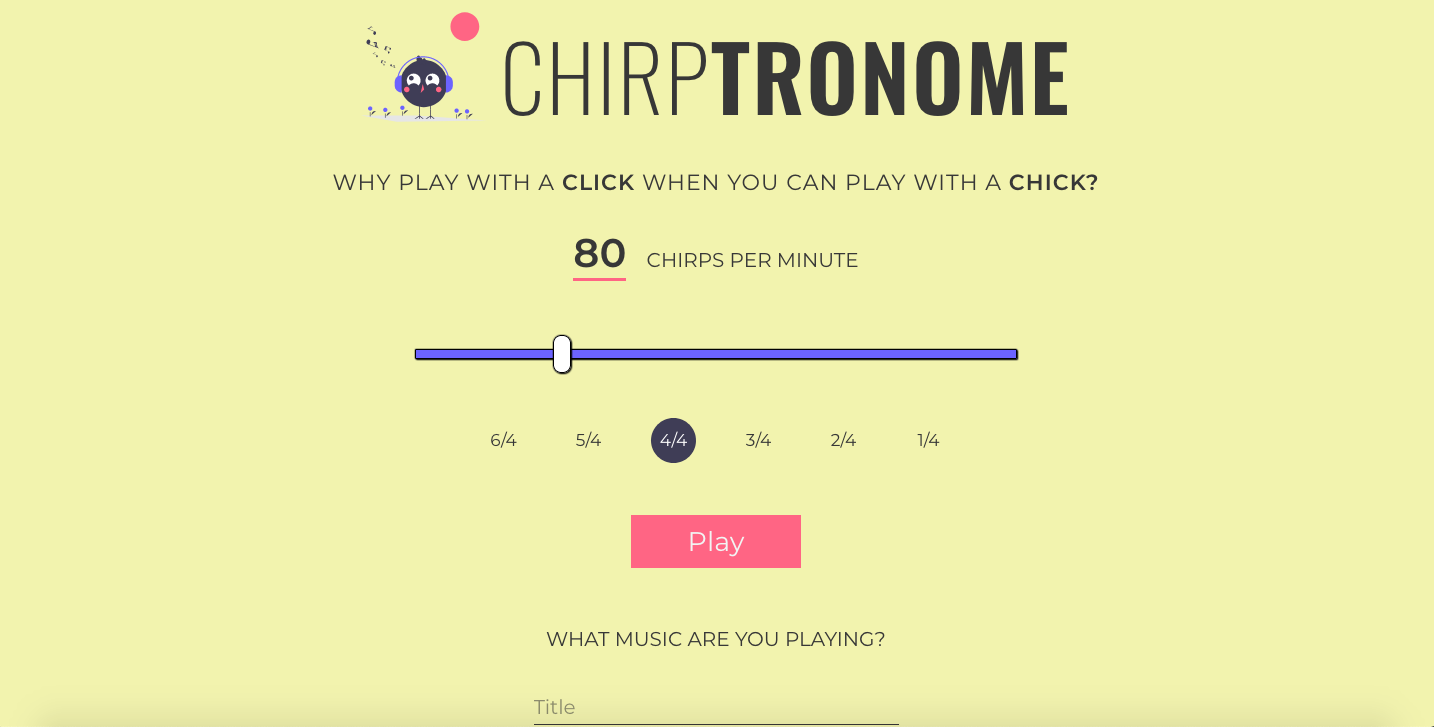 CHIRPTRONOME
WHY PLAY WITH A CLICK WHEN YOU CAN PLAY WITH A CHICK?
80 CHIRPS PER MINUTE
6/4 5/4 4/4 3/4 2/4 1/4
Play
WHAT MUSIC ARE YOU PLAYING?
Title